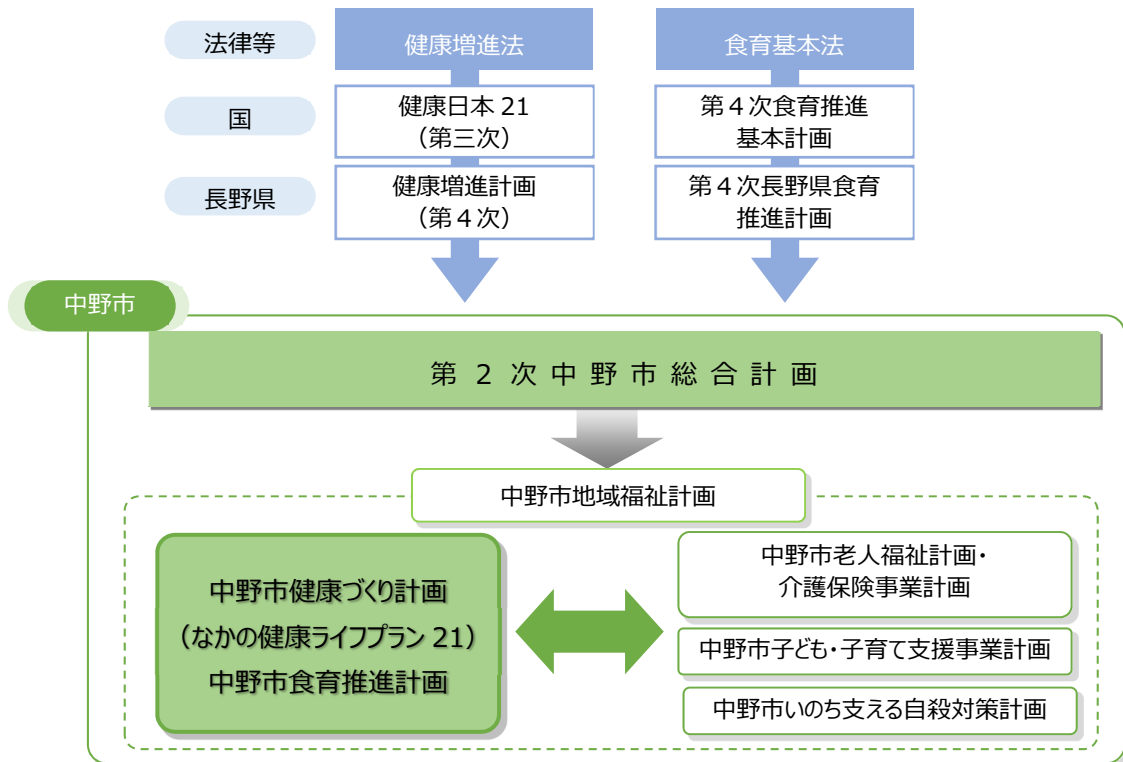 法律等
健康増進法
食育基本法
国
健康日本 21
（第三次）
第４次食育推進
基本計画
長野県
健康増進計画
（第４次）
第４次長野県食育
推進計画
中野市
第 2 次中野市総合計画
中野市地域福祉計画
中野市健康づくり計画
（なかの健康ライフプラン 21）
中野市食育推進計画
中野市老人福祉計画・
介護保険事業計画
中野市子ども・子育て支援事業計画
中野市いのち支える自殺対策計画